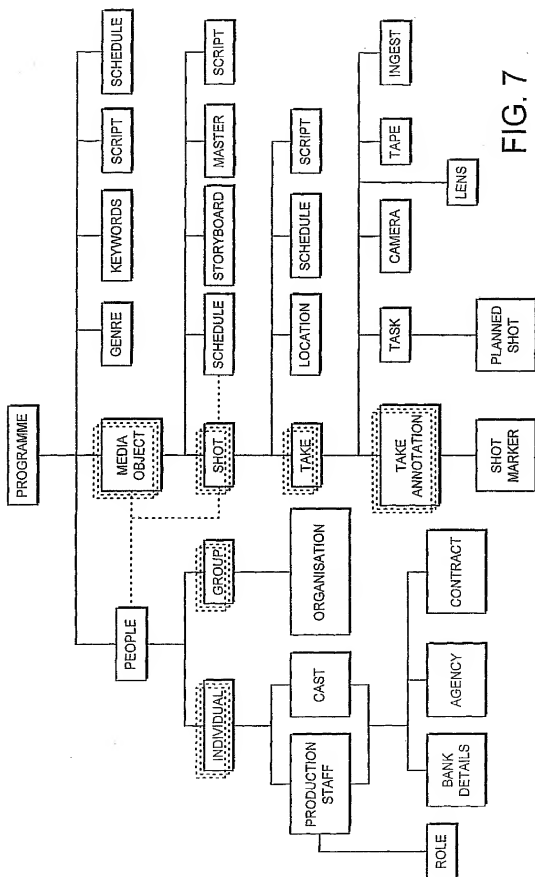 PROGRAMME
PEOPLE
MEDIA
OBJECT
GENRE
KEYWORDS
SCRIPT
SCHEDULE
INDIVIDUAL
GROUP
SHOT
SCHEDULE
STORYBOARD
MASTER
SCRIPT
PRODUCTION
STAFF
CAST
ORGANISATION
TAKE
LOCATION
SCHEDULE
SCRIPT
ROLE
BANK
DETAILS
AGENCY
CONTRACT
TAKE
ANNOTATION
TASK
CAMERA
LENS
TAPE
INGEST
SHOT
MARKER
PLANNED
SHOT
FIG. 7